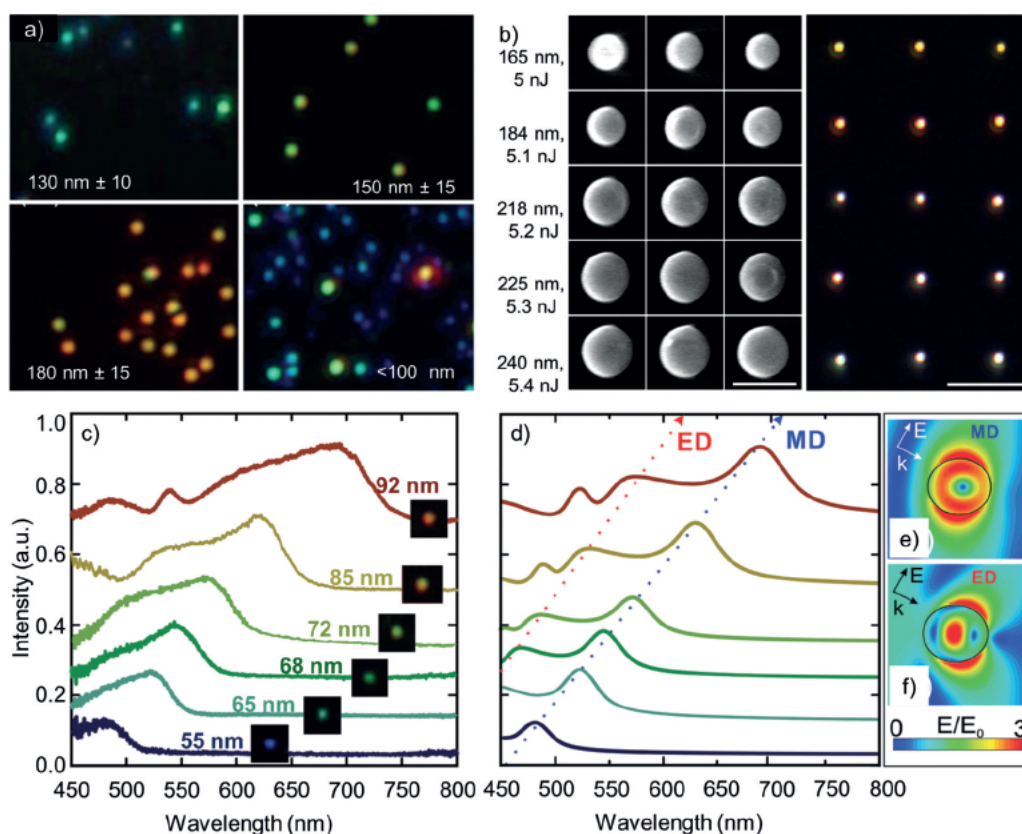 a)
130 nm ± 10
150 nm ± 15
180 nm ± 15
<100 nm
b)
165 nm,
5 nJ
184 nm,
5.1 nJ
218 nm,
5.2 nJ
225 nm,
5.3 nJ
240 nm,
5.4 nJ
c)
1.0
0.8
0.6
0.4
0.2
0.0
Intensity (a.u.)
92 nm
85 nm
72 nm
68 nm
65 nm
55 nm
450 500 550 600 650 700 750 800
Wavelength (nm)
d)
ED
MD
450 500 550 600 650 700 750 800
Wavelength (nm)
E
k
MD
e)
E
k
ED
f)
0 E/E0 3